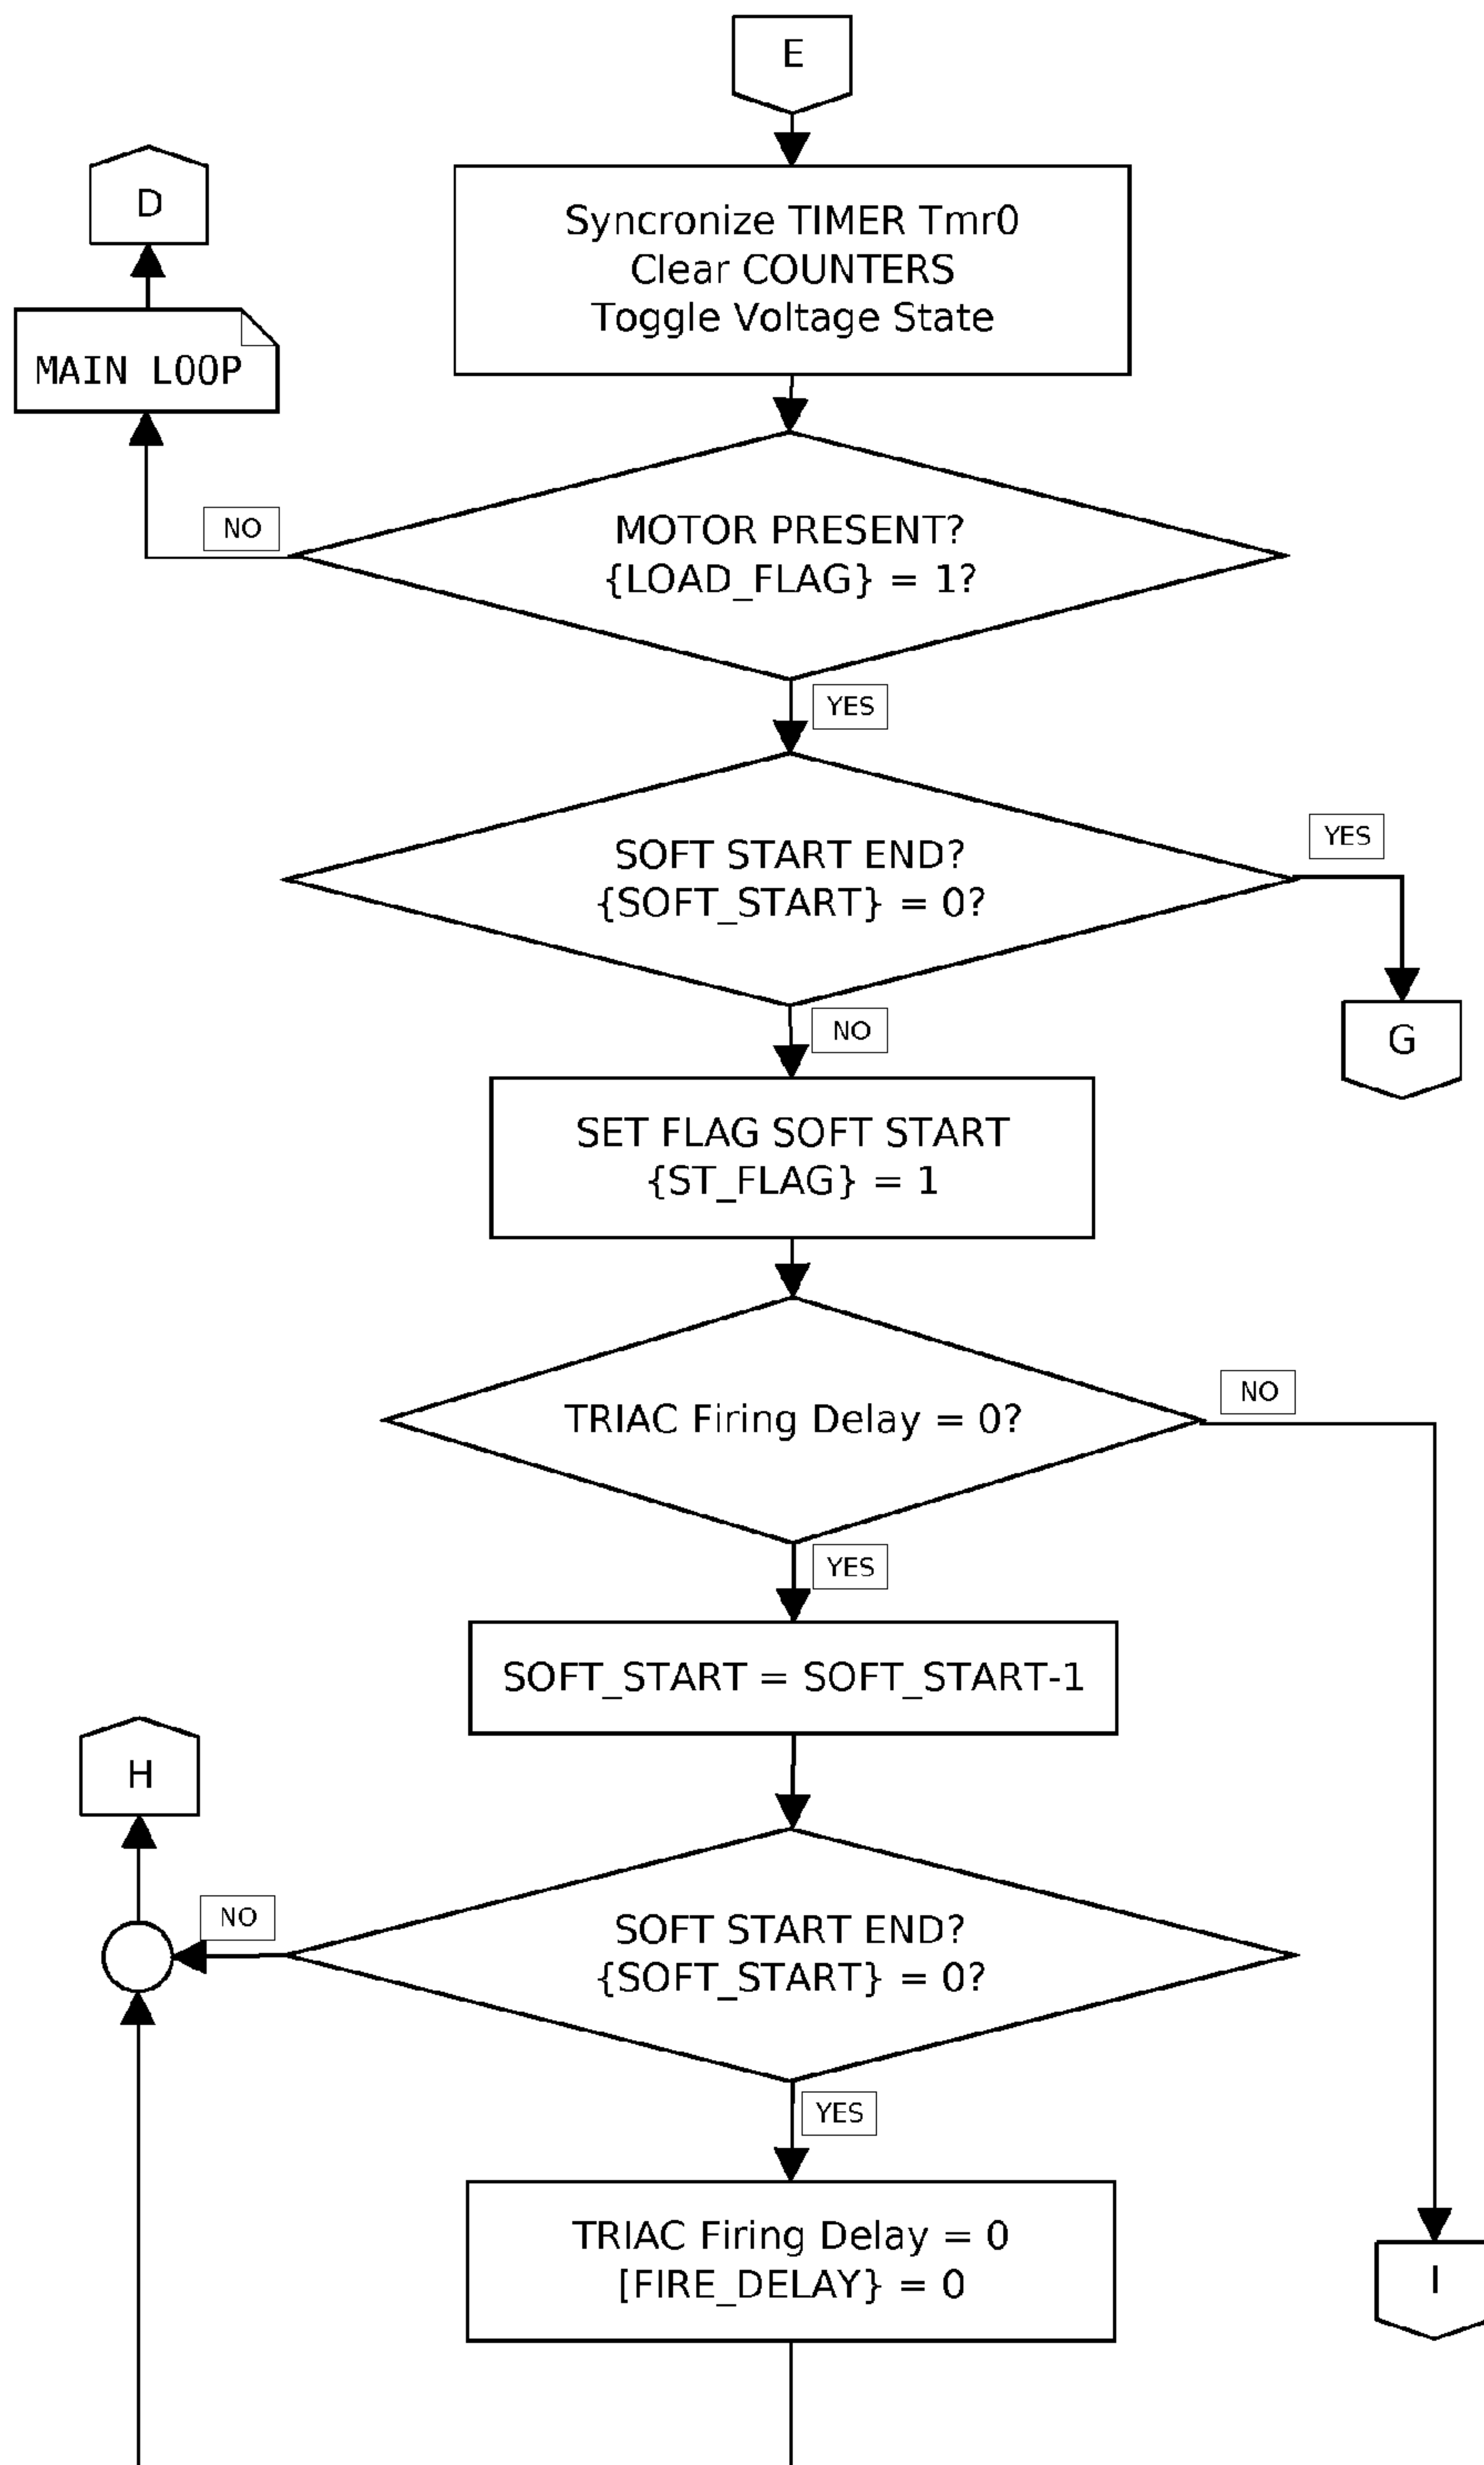 E
D
Syncronize TIMER Tmr0
Clear COUNTERS
Toggle Voltage State
MAIN LOOP
NO
MOTOR PRESENT?
{LOAD_FLAG} = 1?
YES
SOFT START END?
{SOFT_START} = 0?
YES
G
NO
SET FLAG SOFT START
{ST_FLAG} = 1
TRIAC Firing Delay = 0?
NO
YES
SOFT_START = SOFT_START-1
H
NO
SOFT START END?
{SOFT_START} = 0?
YES
TRIAC Firing Delay = 0
[FIRE_DELAY} = 0
I